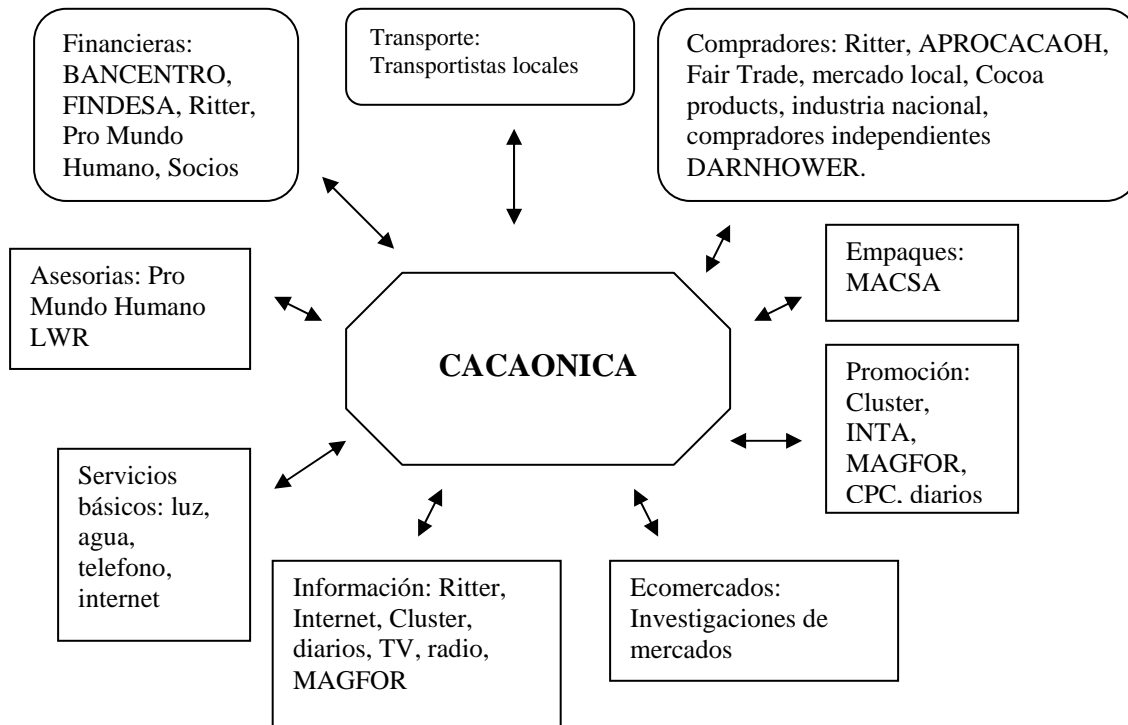 Financieras:
BANCENTRO,
FINDESA, Ritter,
Pro Mundo
Humano, Socios
Transporte:
Transportistas locales
Compradores: Ritter, APROCACAOH,
Fair Trade, mercado local, Cocoa
products, industria nacional,
compradores independientes
DARNHOWER.
Asesorias: Pro
Mundo Humano
LWR
Empaques:
MACSA
CACAONICA
Promoción:
Cluster,
INTA,
MAGFOR,
CPC, diarios
Servicios
básicos: luz,
agua,
telefono,
internet
Información: Ritter,
Internet, Cluster,
diarios, TV, radio,
MAGFOR
Ecomercados:
Investigaciones de
mercados